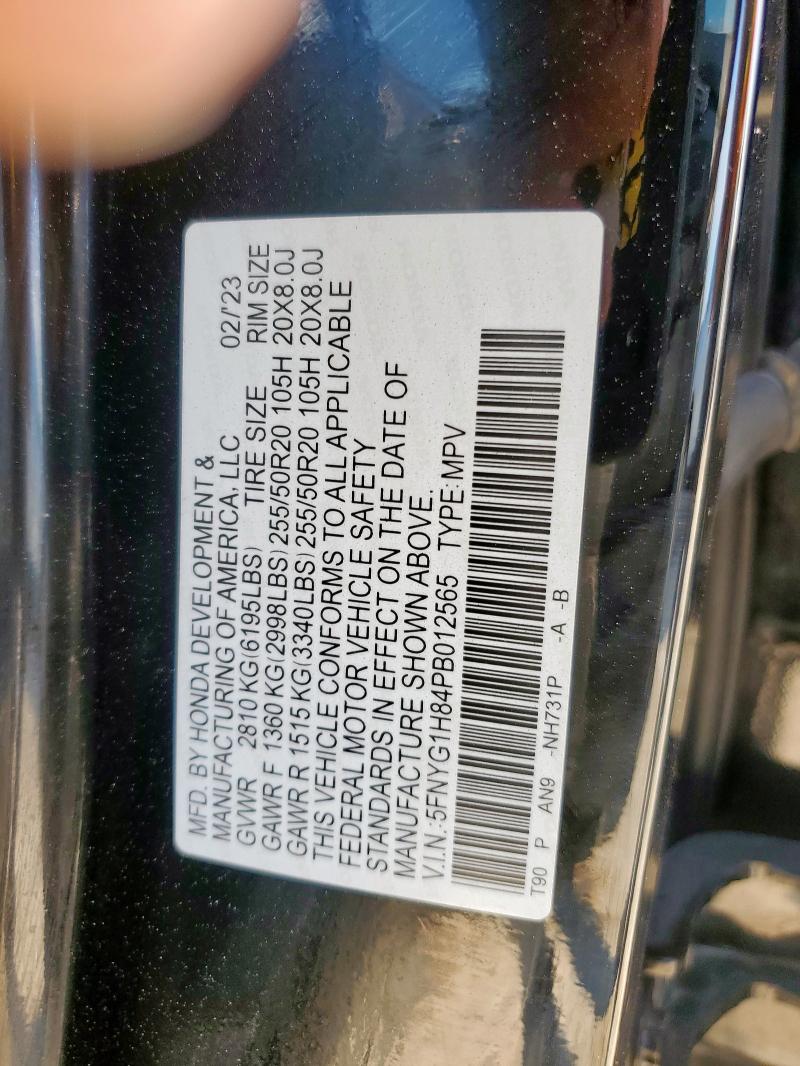 MFD. BY HONDA DEVELOPMENT &
MANUFACTURING OF AMERICA, LLC 02/'23
GVWR 2810 KG(6195LBS) TIRE SIZE RIM SIZE
GAWR F 1360 KG(2998LBS) 255/50R20 105H 20X8.0J
GAWR R 1515 KG(3340LBS) 255/50R20 105H 20X8.0J
THIS VEHICLE CONFORMS TO ALL APPLICABLE
FEDERAL MOTOR VEHICLE SAFETY
STANDARDS IN EFFECT ON THE DATE OF
MANUFACTURE SHOWN ABOVE.
V.I.N.:5FNYG1H84PB012565 TYPE:MPV
T90 P AN9 -NH731P -A -B